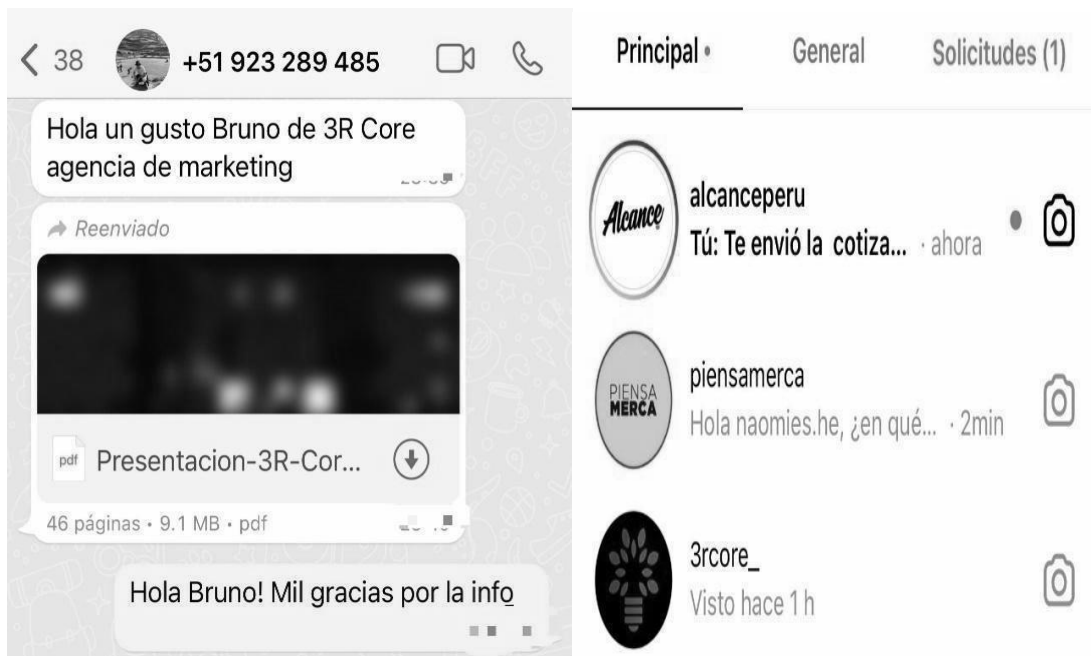 38
+51 923 289 485
Hola un gusto Bruno de 3R Core
agencia de marketing
Reenviado
pdf
Presentacion-3R-Cor...
46 páginas • 9.1 MB • pdf
Hola Bruno! Mil gracias por la info
Principal •
General
Solicitudes (1)
Alcance
alcanceperu
Tú: Te envió la cotiza... · ahora
PIENSA
MERCA
piensamerca
Hola naomies.he, ¿en qué... · 2min
3rcore_
Visto hace 1 h